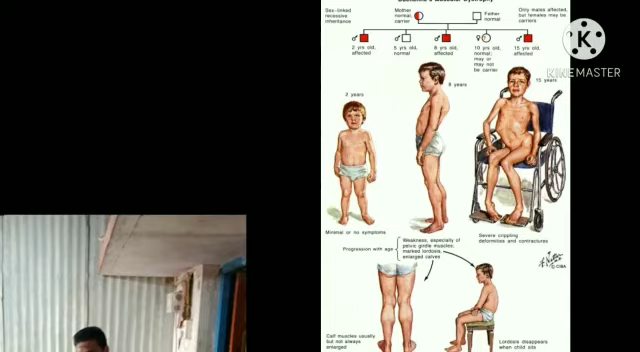 Duchenne's Muscular Dystrophy
Sex-linked
recessive
inheritance
Mother
normal,
carrier
Father
normal
Only males affected,
but females may be
carriers
2 yrs old,
affected
5 yrs old,
normal
8 yrs old,
affected
10 yrs old,
normal;
may or
may not
be carrier
15 yrs old,
affected
K
KINEMASTER
2 years
8 years
15 years
Minimal or no symptoms
Progression with age
Weakness, especially of
pelvic girdle muscles,
marked lordosis,
enlarged calves
Severe crippling
deformities and contractures
Calf muscles usually
but not always
enlarged
Lordosis disappears
when child sits